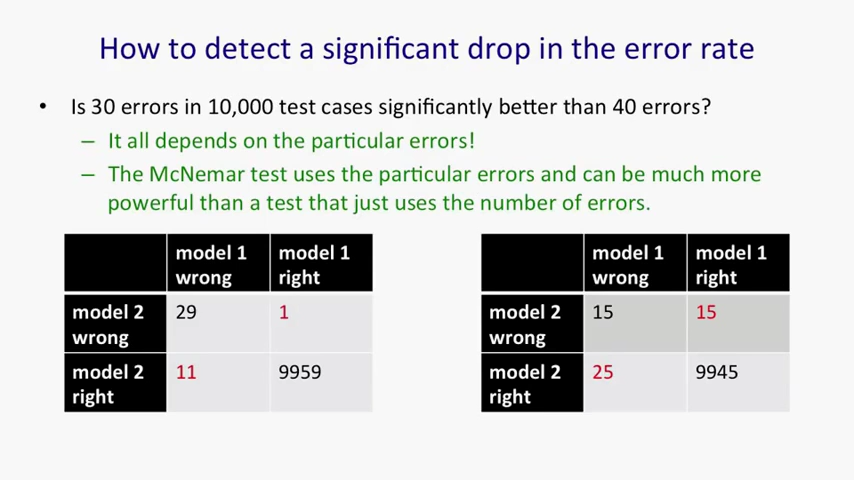 How to detect a significant drop in the error rate
• Is 30 errors in 10,000 test cases significantly better than 40 errors?
– It all depends on the particular errors!
– The McNemar test uses the particular errors and can be much more
powerful than a test that just uses the number of errors.
model 1 model 1
wrong right
model 2 29 1
wrong
model 2 11 9959
right
model 1 model 1
wrong right
model 2 15 15
wrong
model 2 25 9945
right